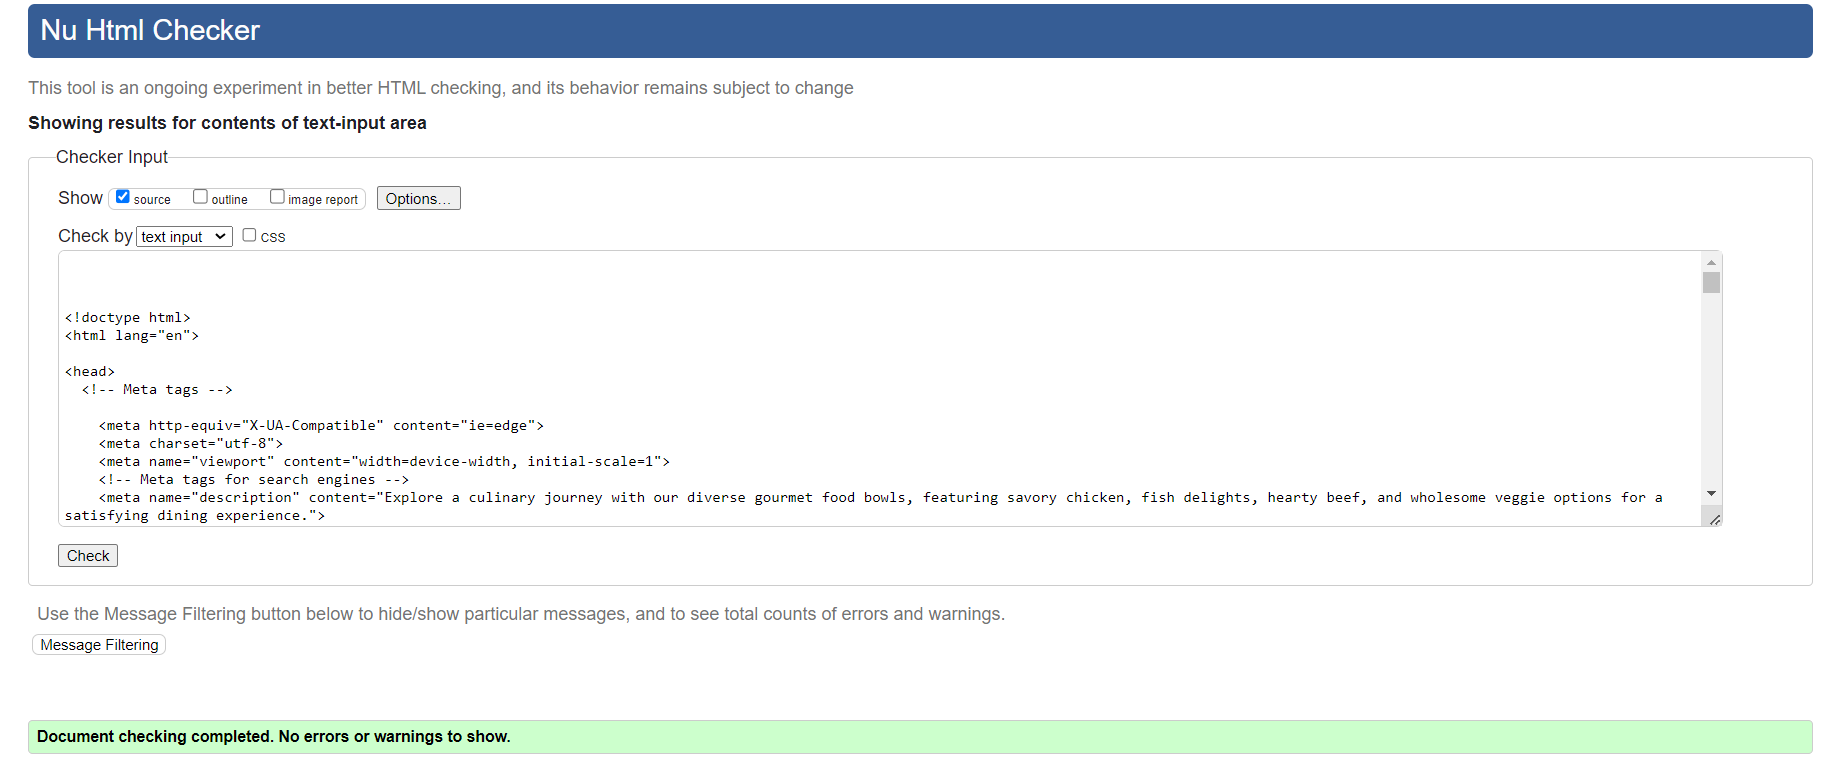 Nu Html Checker
This tool is an ongoing experiment in better HTML checking, and its behavior remains subject to change
Showing results for contents of text-input area
Checker Input
Show source outline image report Options...
Check by text input CSS
<!doctype html>
<html lang="en">
<head>
<!-- Meta tags -->
<meta http-equiv="X-UA-Compatible" content="ie=edge">
<meta charset="utf-8">
<meta name="viewport" content="width=device-width, initial-scale=1">
<!-- Meta tags for search engines -->
<meta name="description" content="Explore a culinary journey with our diverse gourmet food bowls, featuring savory chicken, fish delights, hearty beef, and wholesome veggie options for a
satisfying dining experience.">
Check
Use the Message Filtering button below to hide/show particular messages, and to see total counts of errors and warnings.
Message Filtering
Document checking completed. No errors or warnings to show.